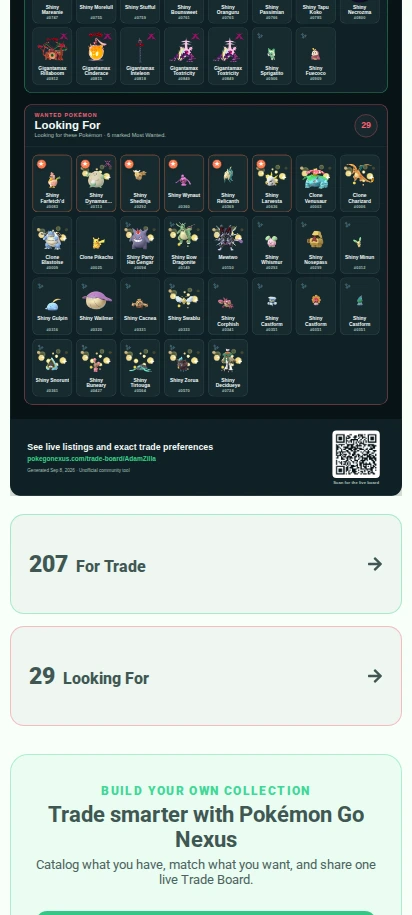 Shiny Mareanie
Shiny Morelull
Shiny Stufful
Shiny Bounsweet
Shiny Oranguru
Shiny Passimian
Shiny Tapu Koko
Shiny Necrozma
Gigantamax Rillaboom
Gigantamax Cinderace
Gigantamax Inteleon
Gigantamax Toxtricity
Gigantamax Toxtricity
Shiny Sprigatito
Shiny Fuecoco
WANTED POKÉMON
Looking For
Looking for these Pokémon · 6 marked Most Wanted.
29
Shiny Farfetch'd
Shiny Dynamax...
Shiny Shedinja
Shiny Wynaut
Shiny Relicanth
Shiny Larvesta
Clone Venusaur
Clone Charizard
Clone Blastoise
Clone Pikachu
Shiny Party Hat Gengar
Shiny Bow Dragonite
Mewtwo
Shiny Whismur
Shiny Nosepass
Shiny Minun
Shiny Gulpin
Shiny Wailmer
Shiny Cacnea
Shiny Swablu
Shiny Corphish
Shiny Castform
Shiny Castform
Shiny Castform
Shiny Snorunt
Shiny Buneary
Shiny Tirtouga
Shiny Zorua
Shiny Decidueye
See live listings and exact trade preferences
pokegonexus.com/trade-board/AdamZilla
Generated Sep 8, 2026 · Unofficial community tool
Scan for the live board
207 For Trade
29 Looking For
BUILD YOUR OWN COLLECTION
Trade smarter with Pokémon Go
Nexus
Catalog what you have, match what you want, and share one
live Trade Board.